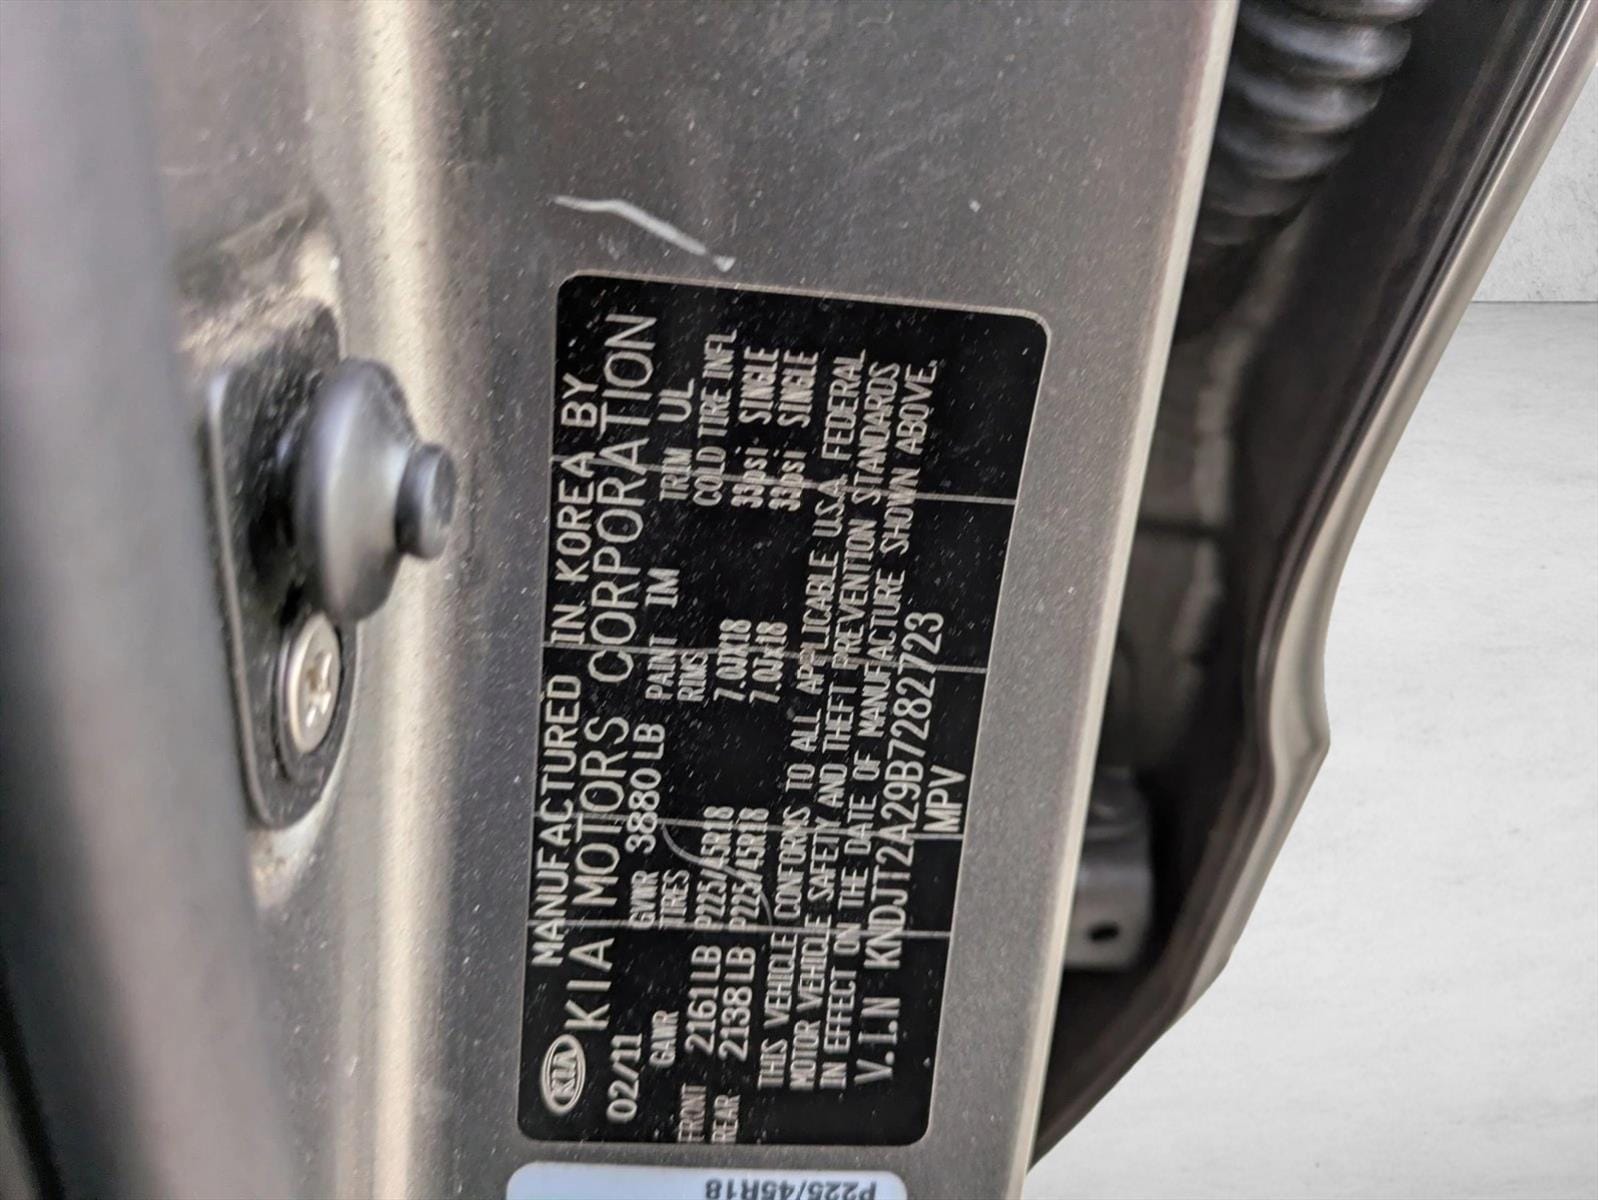 KIA MANUFACTURED IN KOREA BY
KIA MOTORS CORPORATION
02/11 GVWR 3880LB PAINT IM TRIM UL
GAWR TIRES RIMS COLD TIRE INFL
FRONT 2161LB P225/45R18 7.0JX18 33psi SINGLE
REAR 2138LB P225/45R18 7.0Jx18 33psi SINGLE
THIS VEHICLE CONFORMS TO ALL APPLICABLE U.S.A. FEDERAL
MOTOR VEHICLE SAFETY AND THEFT PREVENTION STANDARDS
IN EFFECT ON THE DATE OF MANUFACTURE SHOWN ABOVE.
V.I.N KNDJT2A29B7282723
MPV
P225/45R18